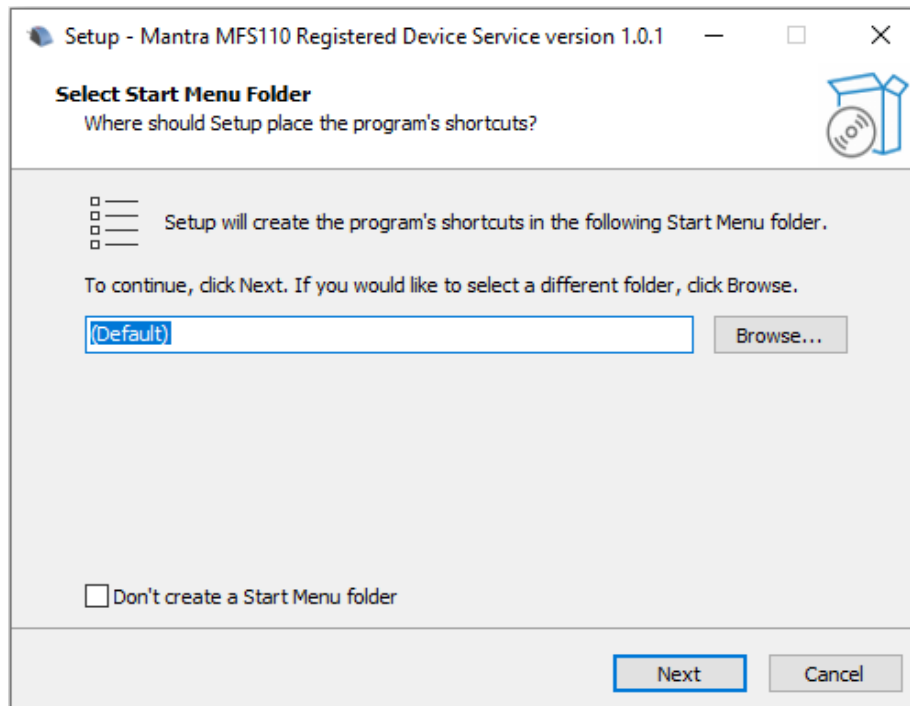 Setup - Mantra MFS110 Registered Device Service version 1.0.1
Select Start Menu Folder
Where should Setup place the program's shortcuts?
Setup will create the program's shortcuts in the following Start Menu folder.
To continue, click Next. If you would like to select a different folder, click Browse.
(Default)
Browse...
Don't create a Start Menu folder
Next
Cancel